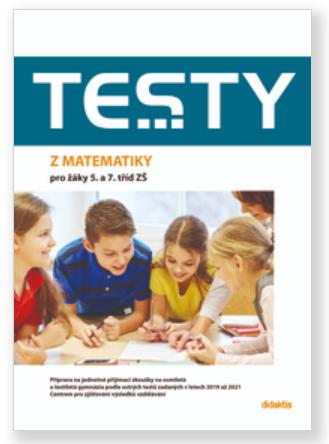 TESTY
Z MATEMATIKY
pro žáky 5. a 7. tříd ZŠ
Příprava na jednotné přijímací zkoušky na osmiletá
a šestiletá gymnázia podle ostrých testů zadaných v letech 2019 až 2021
Centrem pro zjišťování výsledků vzdělávání
didaktis